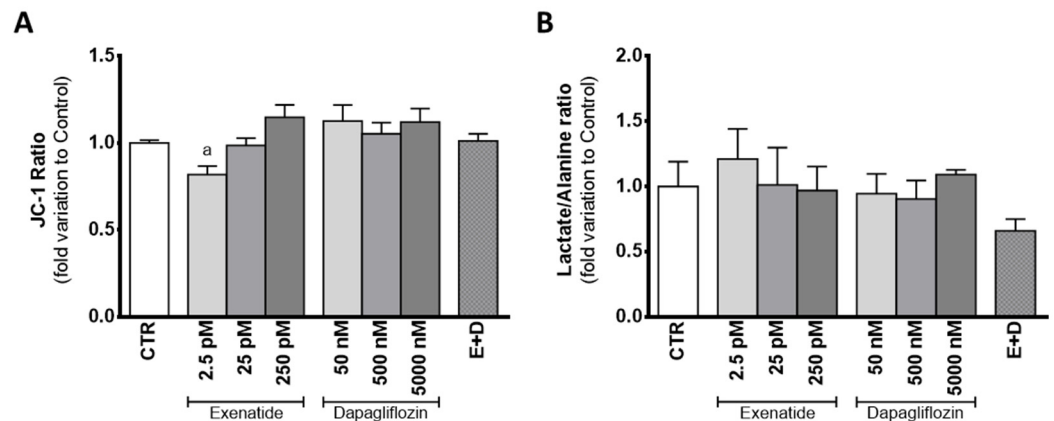 A
JC-1 Ratio
(fold variation to Control)
1.5
1.0
0.5
0.0
a
CTR
2.5 pM
25 pM
250 pM
50 nM
500 nM
5000 nM
E+D
Exenatide
Dapagliflozin
B
Lactate/Alanine ratio
(fold variation to Control)
2.0
1.5
1.0
0.5
0.0
CTR
2.5 pM
25 pM
250 pM
50 nM
500 nM
5000 nM
E+D
Exenatide
Dapagliflozin